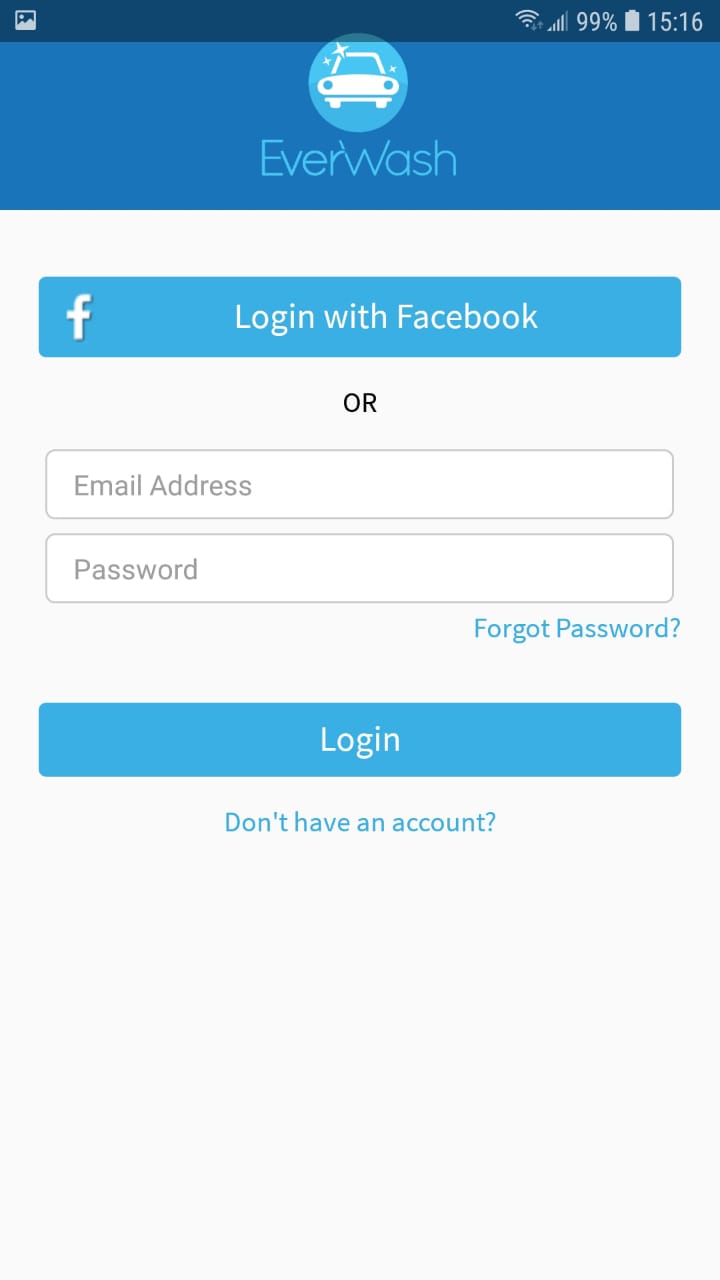 99% 15:16
EverWash
Login with Facebook
OR
Email Address
Password
Forgot Password?
Login
Don't have an account?